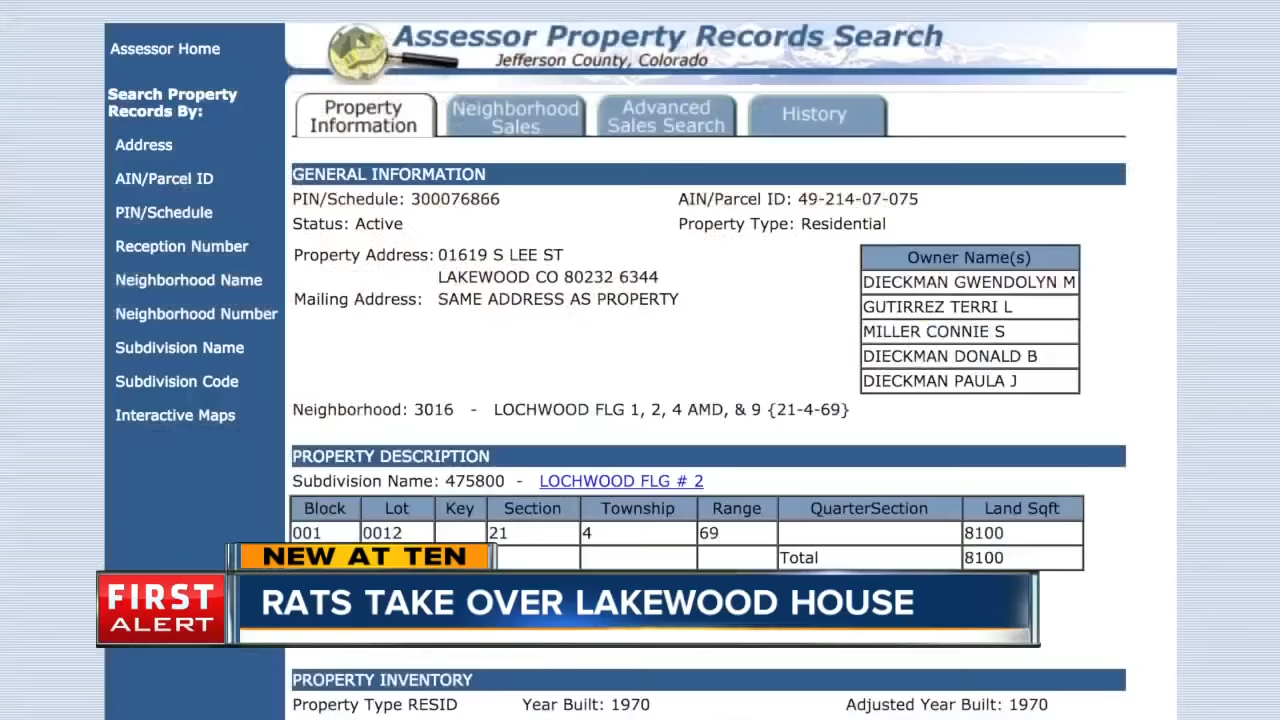 Assessor Property Records Search
Jefferson County, Colorado
Assessor Home
Search Property
Records By:
Address
AIN/Parcel ID
PIN/Schedule
Reception Number
Neighborhood Name
Neighborhood Number
Subdivision Name
Subdivision Code
Interactive Maps
Property
Information
Neighborhood
Sales
Advanced
Sales Search
History
GENERAL INFORMATION
PIN/Schedule: 300076866 AIN/Parcel ID: 49-214-07-075
Status: Active Property Type: Residential
Property Address: 01619 S LEE ST
LAKEWOOD CO 80232 6344
Mailing Address: SAME ADDRESS AS PROPERTY
Owner Name(s)
DIECKMAN GWENDOLYN M
GUTIRREZ TERRI L
MILLER CONNIE S
DIECKMAN DONALD B
DIECKMAN PAULA J
Neighborhood: 3016 - LOCHWOOD FLG 1, 2, 4 AMD, & 9 {21-4-69}
PROPERTY DESCRIPTION
Subdivision Name: 475800 - LOCHWOOD FLG # 2
Block Lot Key Section Township Range QuarterSection Land Sqft
001 0012 21 4 69 8100
Total 8100
NEW AT TEN
FIRST
ALERT
RATS TAKE OVER LAKEWOOD HOUSE
PROPERTY INVENTORY
Property Type RESID Year Built: 1970 Adjusted Year Built: 1970